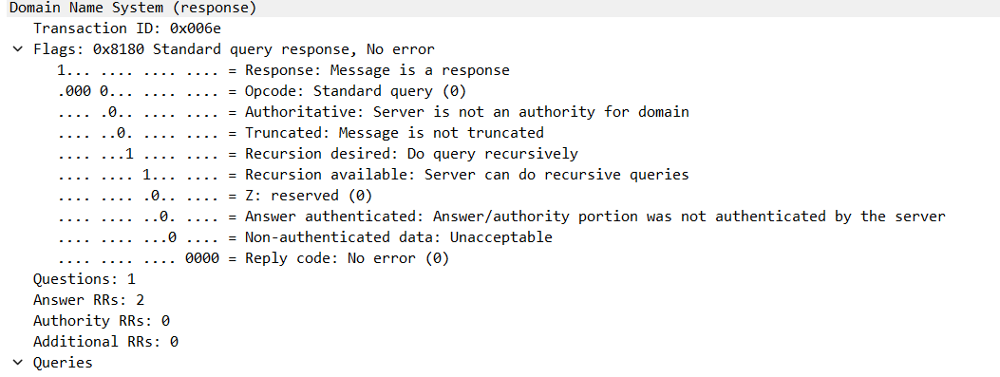 Domain Name System (response)
Transaction ID: 0x006e
Flags: 0x8180 Standard query response, No error
1... .... .... .... = Response: Message is a response
.000 0... .... .... = Opcode: Standard query (0)
.... .0.. .... .... = Authoritative: Server is not an authority for domain
.... ..0. .... .... = Truncated: Message is not truncated
.... ...1 .... .... = Recursion desired: Do query recursively
.... .... 1... .... = Recursion available: Server can do recursive queries
.... .... .0.. .... = Z: reserved (0)
.... .... ..0. .... = Answer authenticated: Answer/authority portion was not authenticated by the server
.... .... ...0 .... = Non-authenticated data: Unacceptable
.... .... .... 0000 = Reply code: No error (0)
Questions: 1
Answer RRs: 2
Authority RRs: 0
Additional RRs: 0
Queries